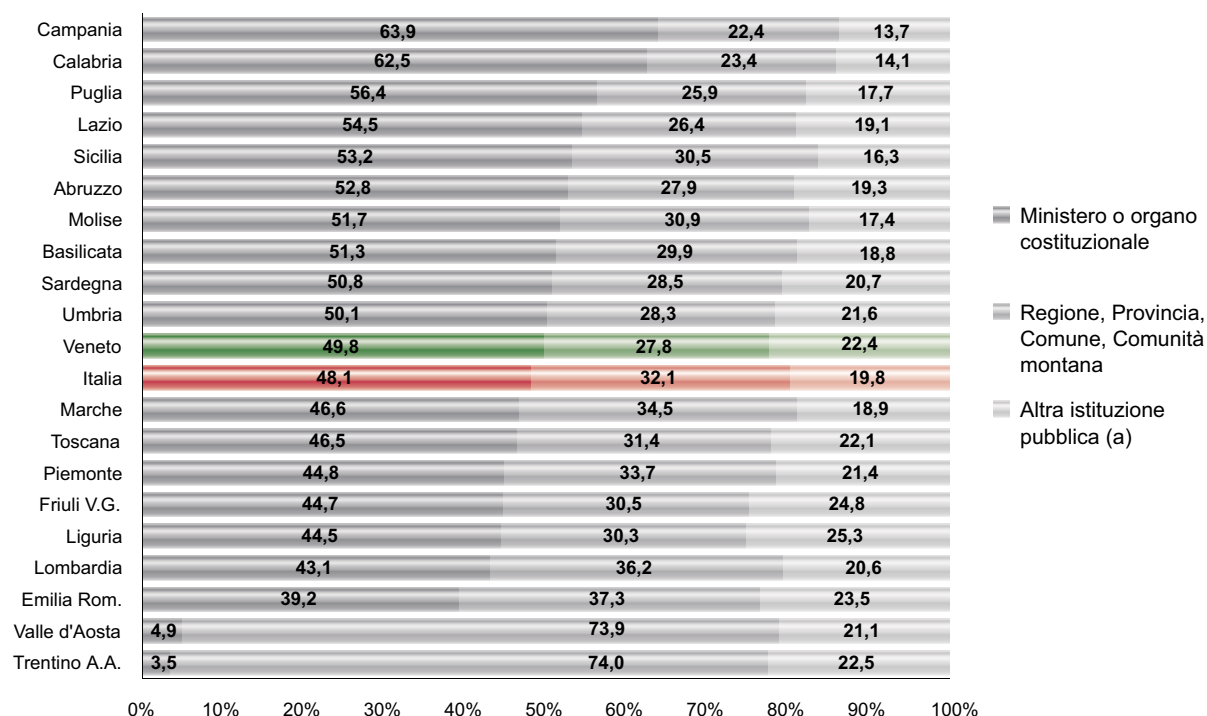 Campania 63,9 22,4 13,7
Calabria 62,5 23,4 14,1
Puglia 56,4 25,9 17,7
Lazio 54,5 26,4 19,1
Sicilia 53,2 30,5 16,3
Abruzzo 52,8 27,9 19,3
Molise 51,7 30,9 17,4
Basilicata 51,3 29,9 18,8
Sardegna 50,8 28,5 20,7
Umbria 50,1 28,3 21,6
Veneto 49,8 27,8 22,4
Italia 48,1 32,1 19,8
Marche 46,6 34,5 18,9
Toscana 46,5 31,4 22,1
Piemonte 44,8 33,7 21,4
Friuli V.G. 44,7 30,5 24,8
Liguria 44,5 30,3 25,3
Lombardia 43,1 36,2 20,6
Emilia Rom. 39,2 37,3 23,5
Valle d'Aosta 4,9 73,9 21,1
Trentino A.A. 3,5 74,0 22,5
0% 10% 20% 30% 40% 50% 60% 70% 80% 90% 100%
Ministero o organo
costituzionale
Regione, Provincia,
Comune, Comunità
montana
Altra istituzione
pubblica (a)